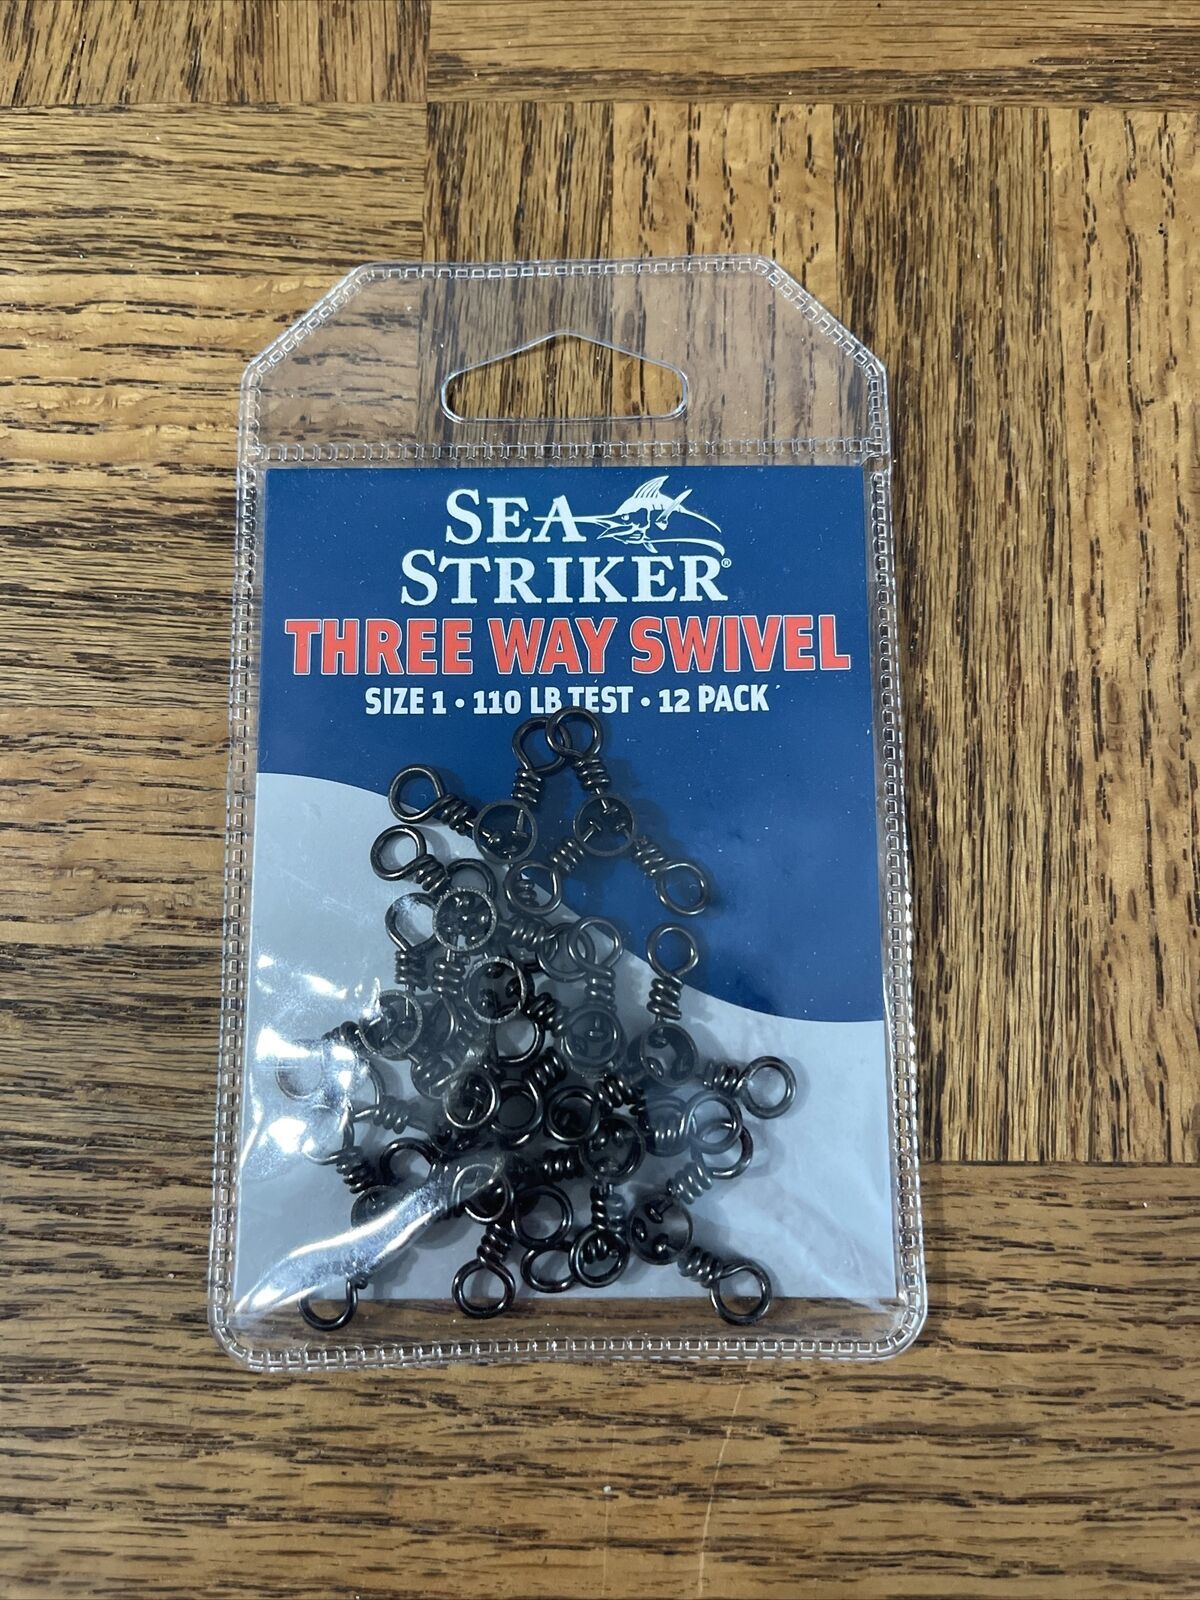 SEA
STRIKER®
THREE WAY SWIVEL
SIZE 1 • 110 LB TEST • 12 PACK